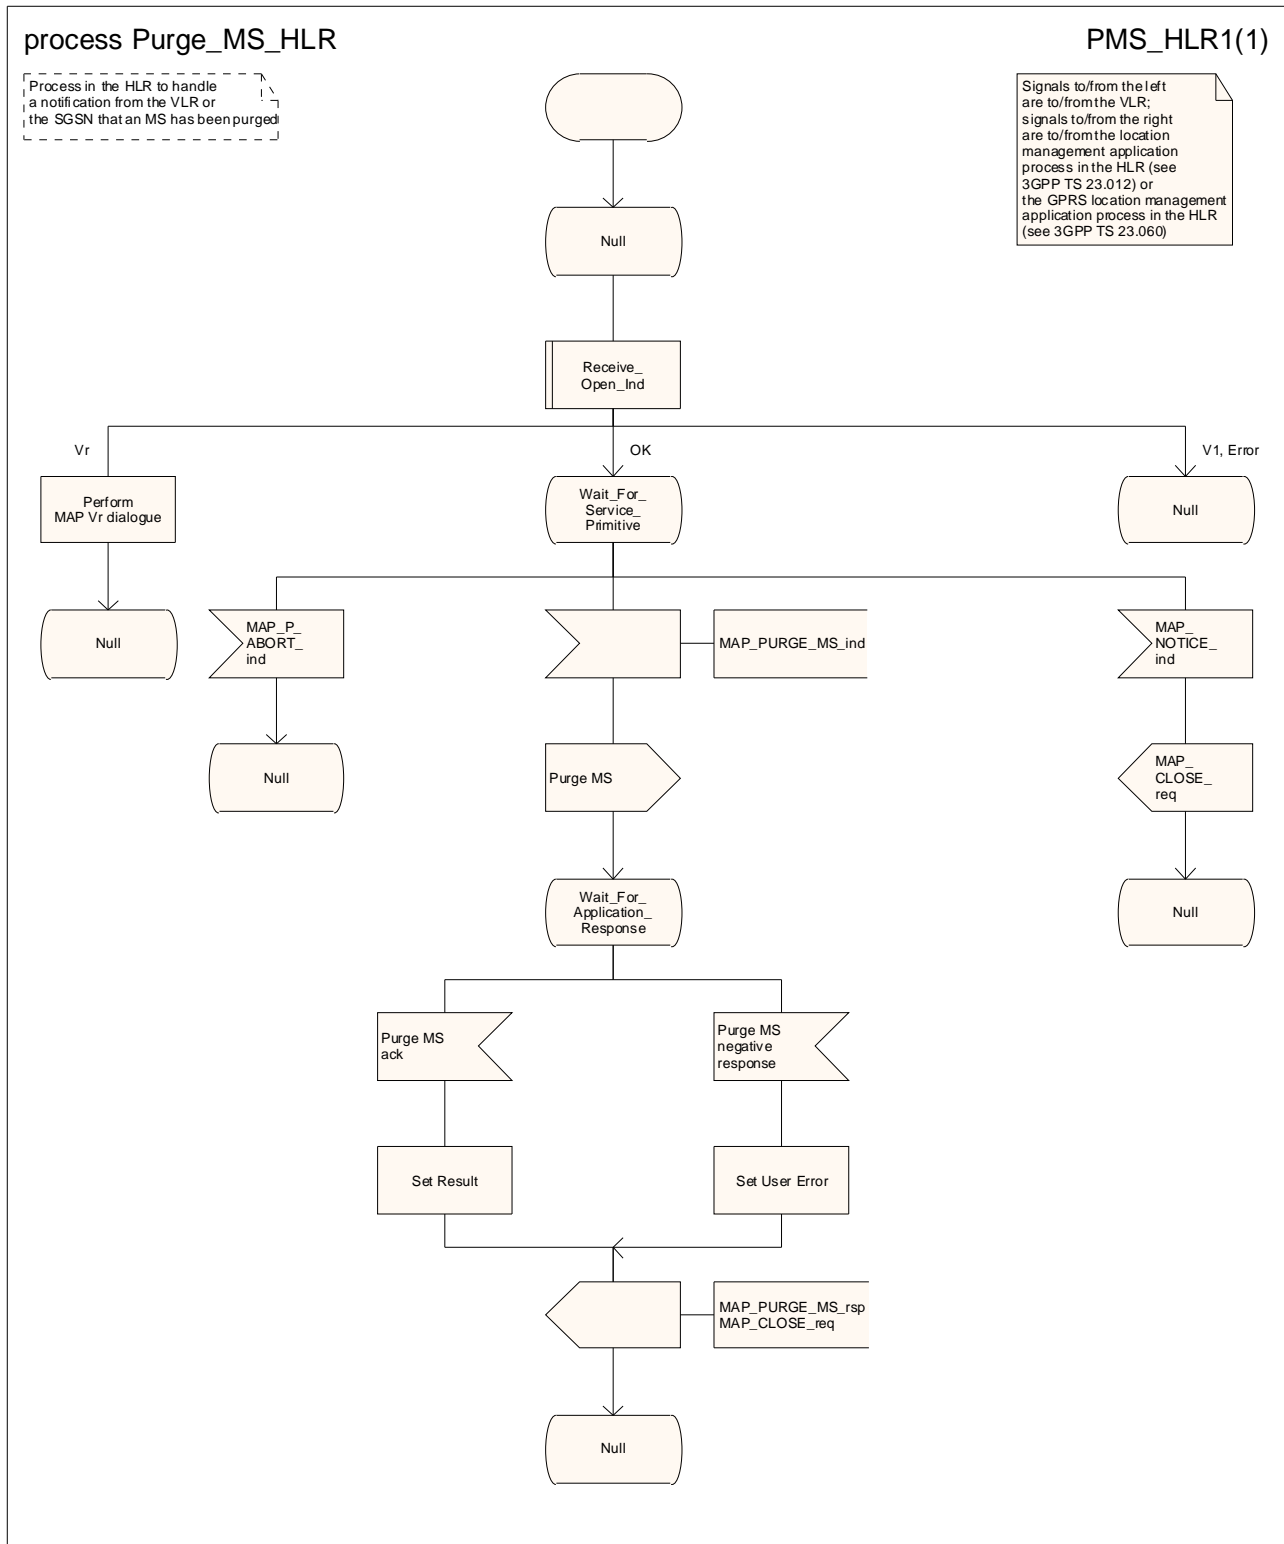 process Purge_MS_HLR
PMS_HLR1(1)
Process in the HLR to handle
a notification from the VLR or
the SGSN that an MS has been purged
Signals to/from the left
are to/from the VLR;
signals to/from the right
are to/from the location
management application
process in the HLR (see
3GPP TS 23.012) or
the GPRS location management
application process in the HLR
(see 3GPP TS 23.060)
Null
Receive_
Open_Ind
Vr
OK
V1, Error
Perform
MAP Vr dialogue
Wait_For_
Service_
Primitive
Null
Null
MAP_P_
ABORT_
ind
MAP_PURGE_MS_ind
MAP_
NOTICE_
ind
Null
Purge MS
MAP_
CLOSE_
req
Wait_For_
Application_
Response
Null
Purge MS
ack
Purge MS
negative
response
Set Result
Set User Error
MAP_PURGE_MS_rsp
MAP_CLOSE_req
Null